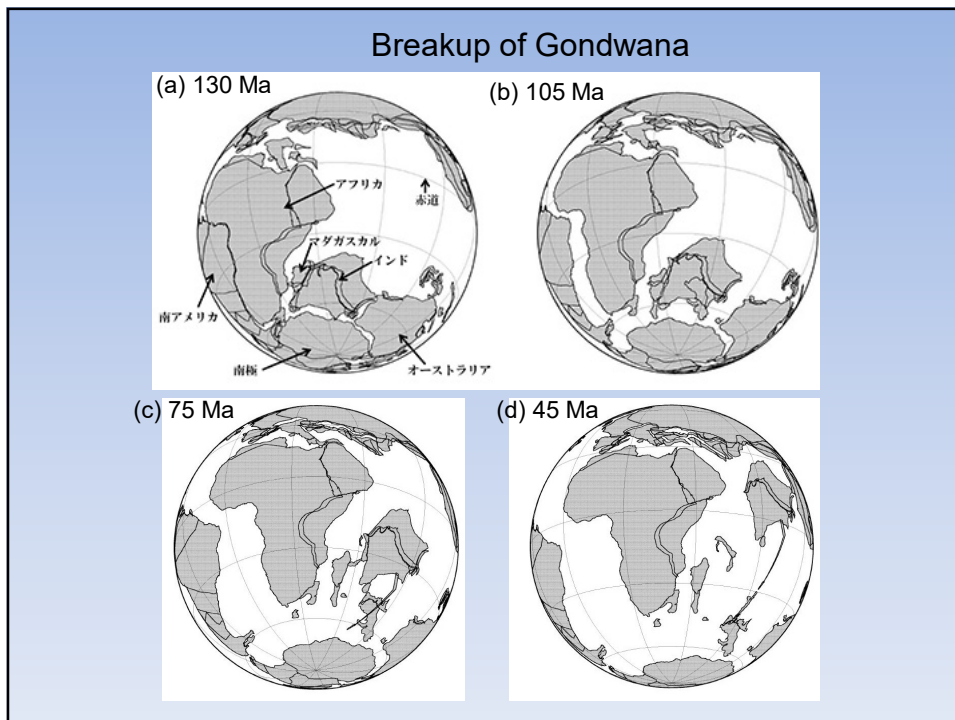 Breakup of Gondwana
(a) 130 Ma
(b) 105 Ma
アフリカ
赤道
マダガスカル
インド
南アメリカ
南極
オーストラリア
(c) 75 Ma
(d) 45 Ma